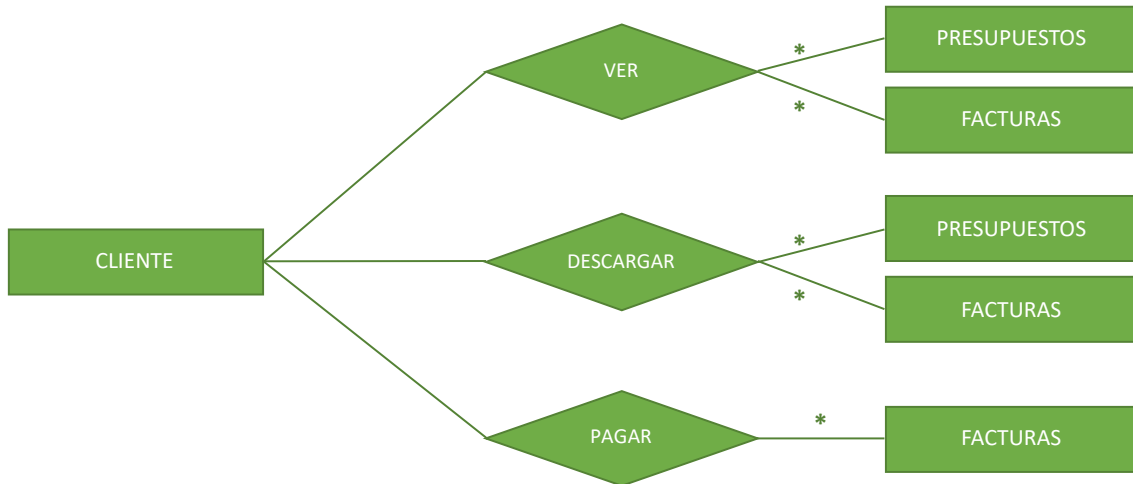 PRESUPUESTOS
*
VER
*
FACTURAS
PRESUPUESTOS
*
CLIENTE
DESCARGAR
*
FACTURAS
*
PAGAR
FACTURAS